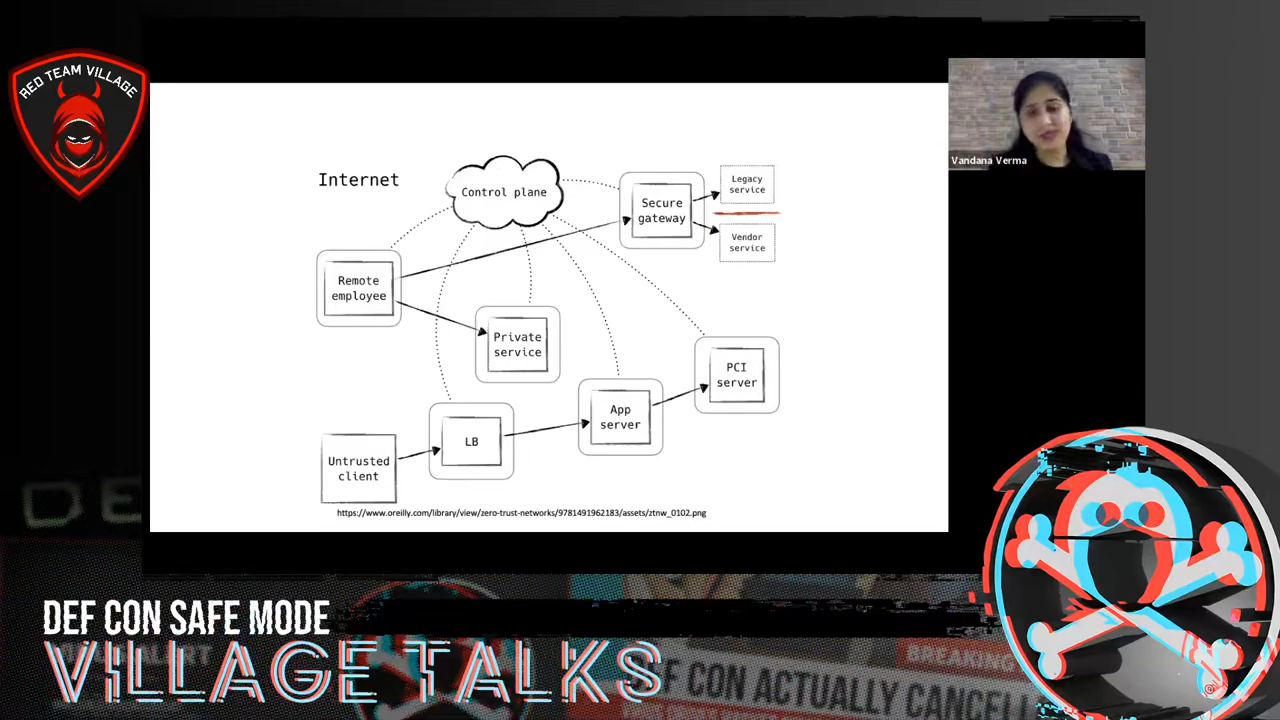 RED TEAM VILLAGE
Vandana Verma
Internet
Control plane
Secure
gateway
Legacy
service
Vendor
service
Remote
employee
Private
service
PCI
server
App
server
LB
Untrusted
client
https://www.oreilly.com/library/view/zero-trust-networks/9781491962183/assets/ztnw_0102.png
DEF CON SAFE MODE
VILLAGE TALKS
BREAKING
DEF CON ACTUALLY CANCELL